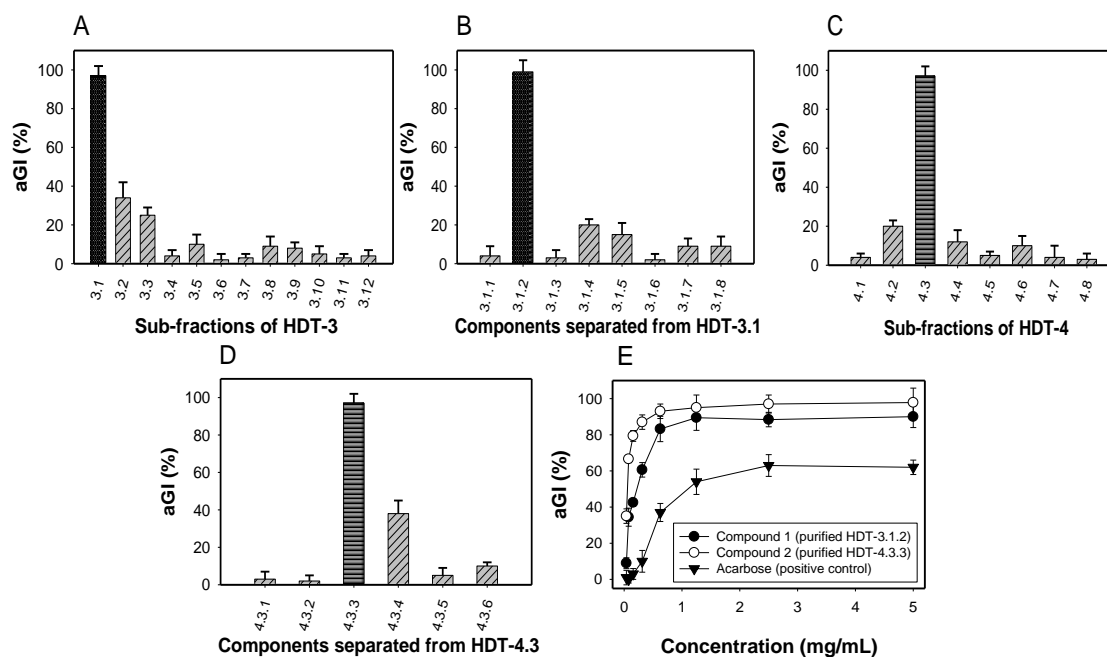 A
aGI (%)
100
80
60
40
20
0
3.1 3.2 3.3 3.4 3.5 3.6 3.7 3.8 3.9 3.10 3.11 3.12
Sub-fractions of HDT-3
B
aGI (%)
100
80
60
40
20
0
3.1.1 3.1.2 3.1.3 3.1.4 3.1.5 3.1.6 3.1.7 3.1.8
Components separated from HDT-3.1
C
aGI (%)
100
80
60
40
20
0
4.1 4.2 4.3 4.4 4.5 4.6 4.7 4.8
Sub-fractions of HDT-4
D
aGI (%)
100
80
60
40
20
0
4.3.1 4.3.2 4.3.3 4.3.4 4.3.5 4.3.6
Components separated from HDT-4.3
E
aGI (%)
100
80
60
40
20
0
Compound 1 (purified HDT-3.1.2)
Compound 2 (purified HDT-4.3.3)
Acarbose (positive control)
0 1 2 3 4 5
Concentration (mg/mL)